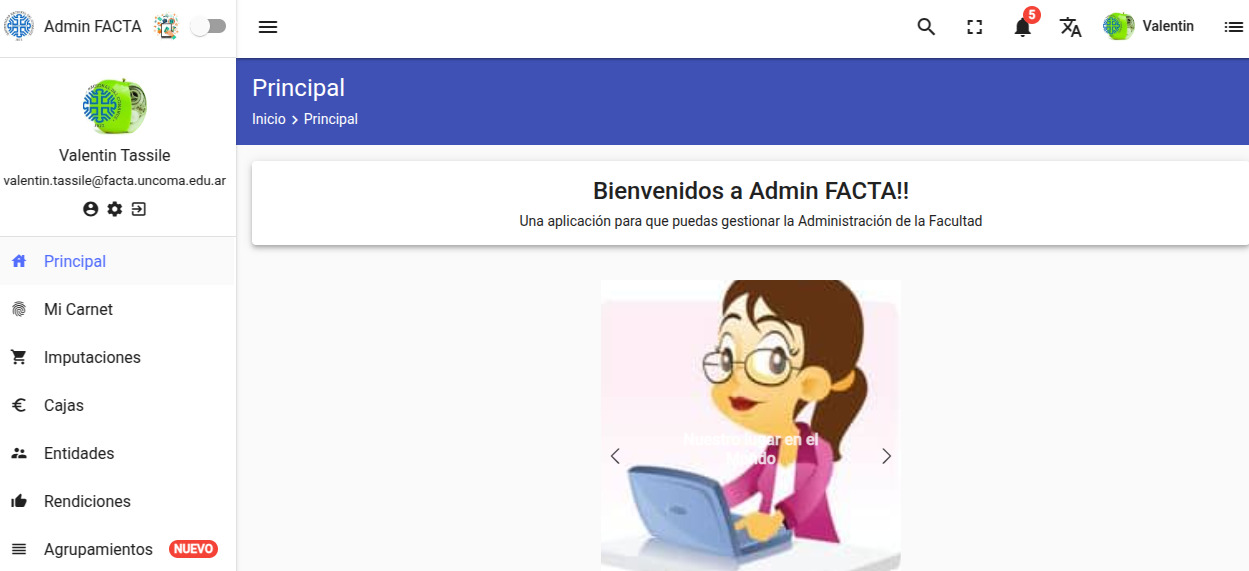 Admin FACTA
5
Valentin
Valentin Tassile
valentin.tassile@facta.uncoma.edu.ar
Principal
Mi Carnet
Imputaciones
Cajas
Entidades
Rendiciones
Agrupamientos NUEVO
Principal
Inicio > Principal
Bienvenidos a Admin FACTA!!
Una aplicación para que puedas gestionar la Administración de la Facultad
Nuestro lugar en el
Mundo